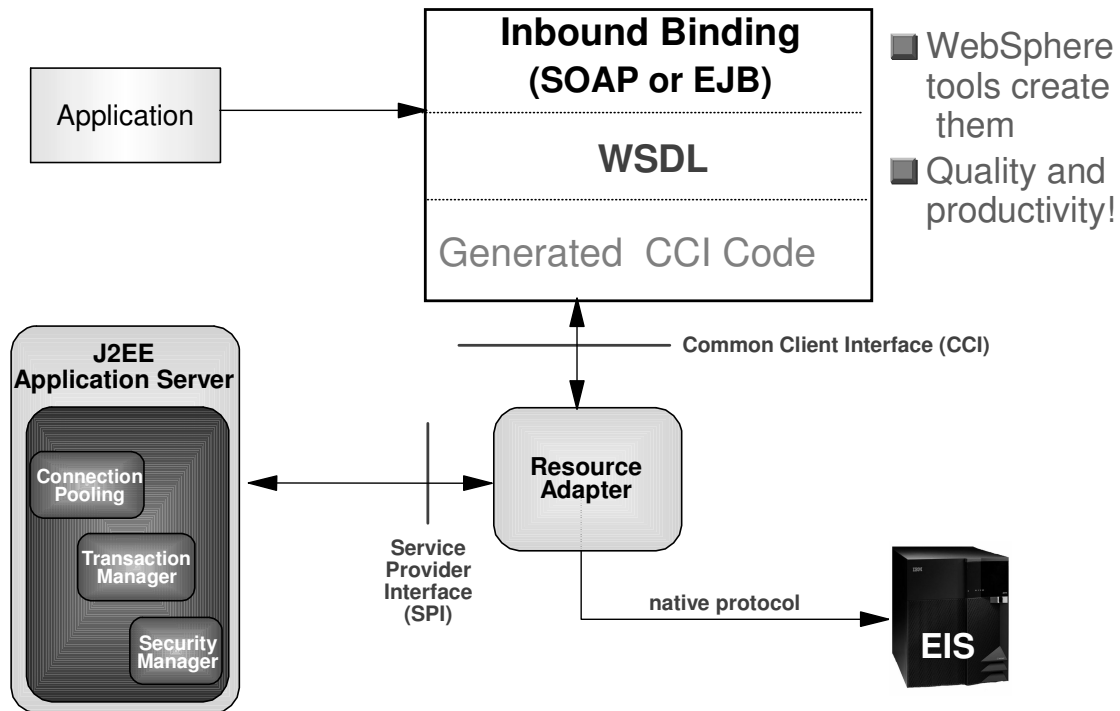 Inbound Binding
(SOAP or EJB)
WSDL
Generated CCI Code
Application
WebSphere
tools create
them
Quality and
productivity!
Common Client Interface (CCI)
J2EE
Application Server
Connection
Pooling
Transaction
Manager
Security
Manager
Resource
Adapter
Service
Provider
Interface
(SPI)
native protocol
IBM
EIS